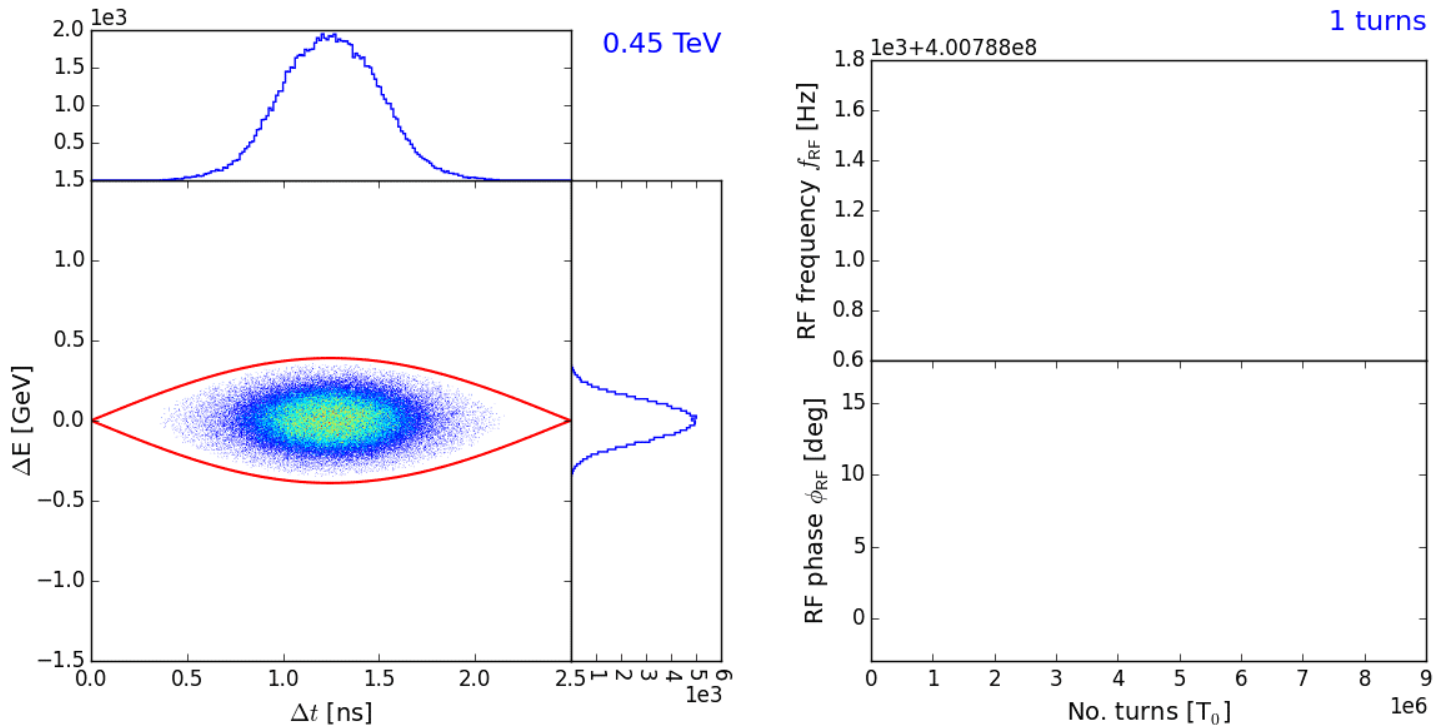 1e3
2.0
1.5
1.0
0.5
1.5
1.0
0.5
0.0
−0.5
−1.0
−1.5
ΔE [GeV]
0.0 0.5 1.0 1.5 2.0 2.5
Δt [ns]
1 2 3 4 5 6
1e3
0.45 TeV
1 turns
1e3+4.00788e8
1.8
1.6
1.4
1.2
1.0
0.8
0.6
RF frequency f_RF [Hz]
15
10
5
0
RF phase ϕ_RF [deg]
0 1 2 3 4 5 6 7 8 9
1e6
No. turns [T_0]